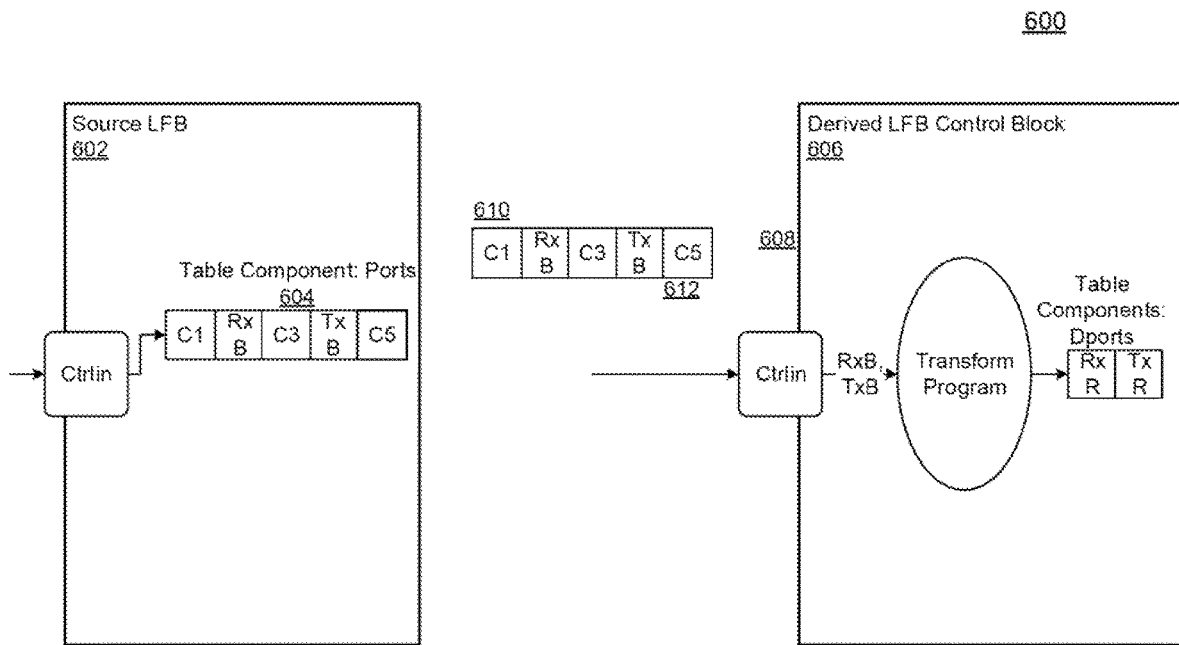 600
Source LFB
602
Table Component: Ports
604
C1 Rx B C3 Tx B C5
Ctrlin
610
C1 Rx B C3 Tx B C5
612
Derived LFB Control Block
606
608
Ctrlin
RxB,
TxB
Transform
Program
Table
Components:
Dports
Rx R Tx R